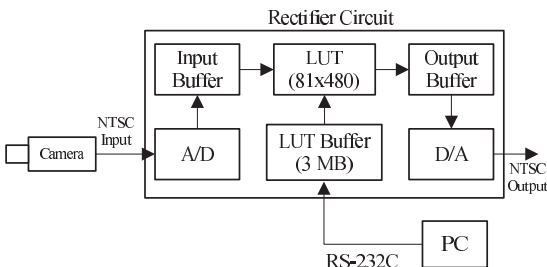 Rectifier Circuit
Input
Buffer
LUT
(81x480)
Output
Buffer
NTSC
Input
Camera
A/D
LUT Buffer
(3 MB)
D/A
NTSC
Output
PC
RS-232C